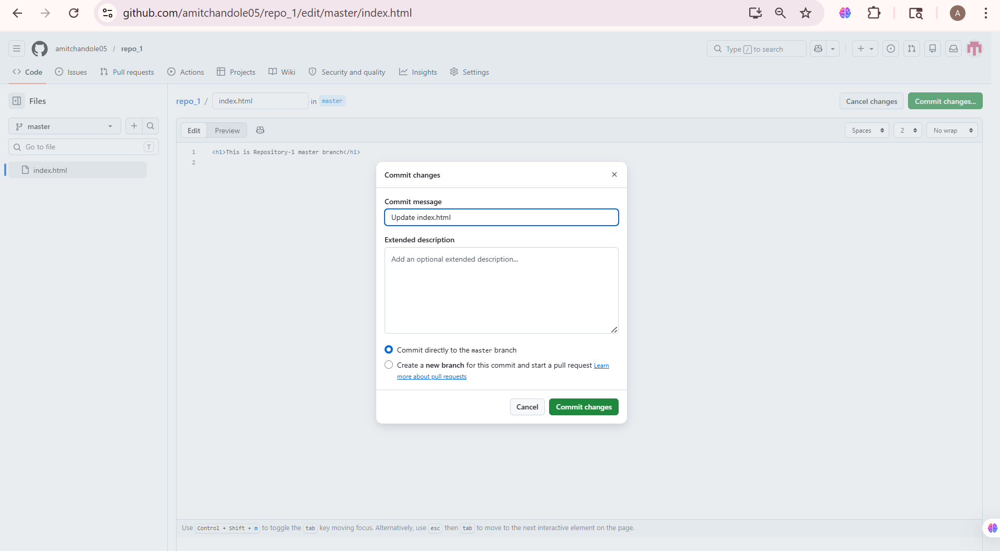 github.com/amitchandole05/repo_1/edit/master/index.html
A
amitchandole05 / repo_1
Type / to search
Code Issues Pull requests Actions Projects Wiki Security and quality Insights Settings
Files
repo_1 / index.html in master
Cancel changes Commit changes...
master
Edit Preview
Spaces 2 No wrap
Go to file T
1 <h1>This is Repository-1 master branch</h1>
2
index.html
Commit changes
Commit message
Update index.html
Extended description
Add an optional extended description...
Commit directly to the master branch
Create a new branch for this commit and start a pull request Learn
more about pull requests
Cancel Commit changes
Use Control + Shift + m to toggle the tab key moving focus. Alternatively, use esc then tab to move to the next interactive element on the page.